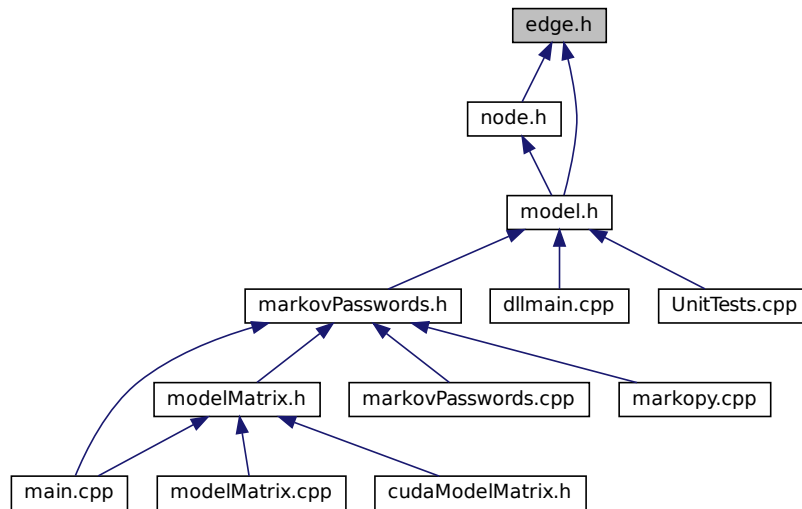 edge.h
node.h
model.h
markovPasswords.h
dllmain.cpp
UnitTests.cpp
modelMatrix.h
markovPasswords.cpp
markopy.cpp
main.cpp
modelMatrix.cpp
cudaModelMatrix.h